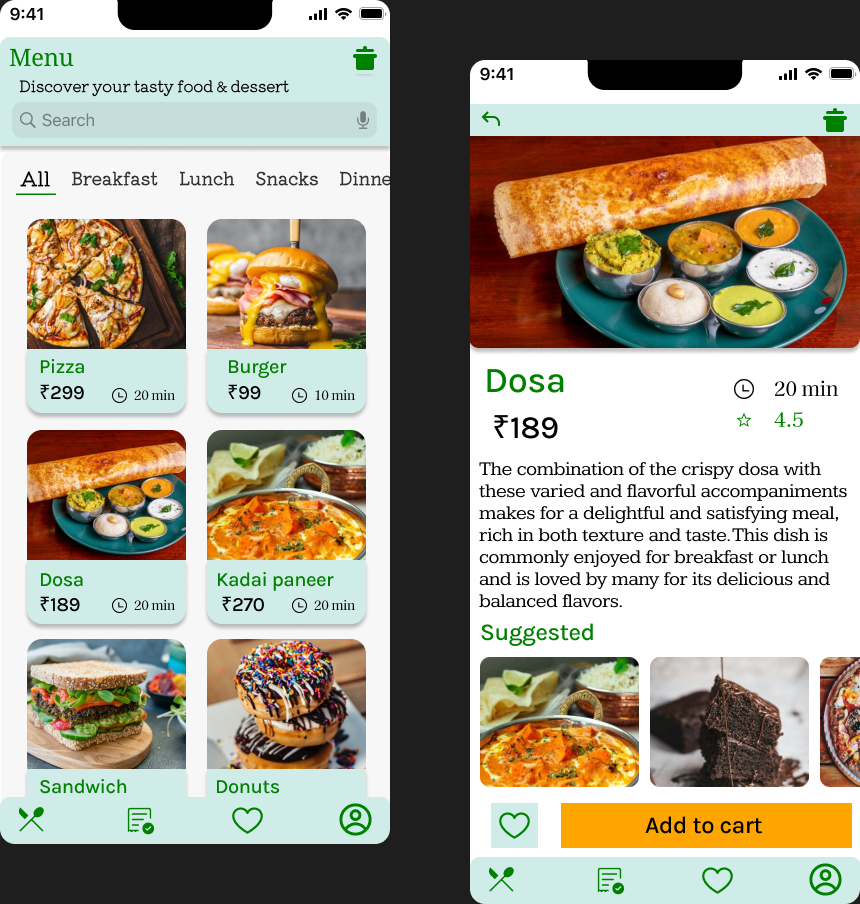 9:41
Menu
Discover your tasty food & dessert
Search
All Breakfast Lunch Snacks Dinne
Pizza
₹299 20 min
Burger
₹99 10 min
Dosa
₹189 20 min
Kadai paneer
₹270 20 min
Sandwich
Donuts
9:41
Dosa
20 min
₹189
4.5
The combination of the crispy dosa with
these varied and flavorful accompaniments
makes for a delightful and satisfying meal,
rich in both texture and taste.This dish is
commonly enjoyed for breakfast or lunch
and is loved by many for its delicious and
balanced flavors.
Suggested
Add to cart